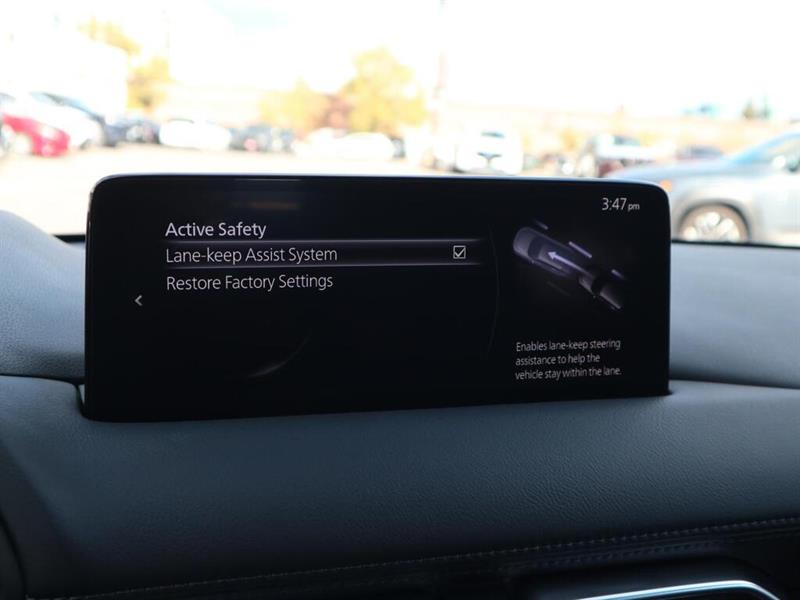 3:47 pm
Active Safety
Lane-keep Assist System
Restore Factory Settings
Enables lane-keep steering
assistance to help the
vehicle stay within the lane.